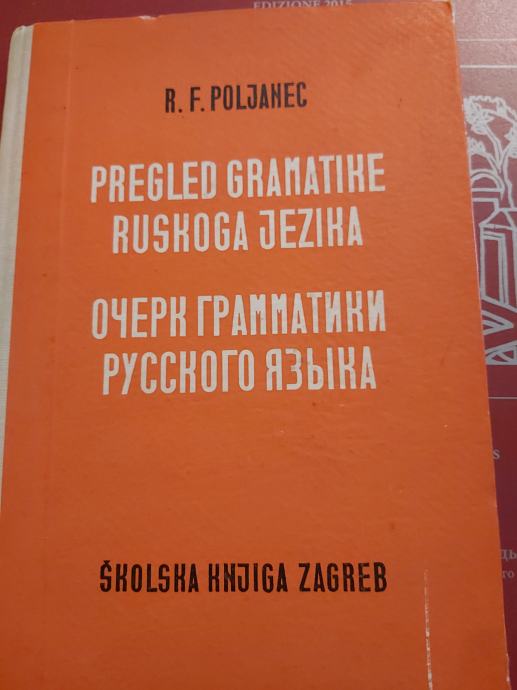 EDIZIONE 2015
R. F. POLJANEC
PREGLED GRAMATIKE
RUSKOGA JEZIKA
ОЧЕРК ГРАММАТИКИ
РУССКОГО ЯЗЫКА
ŠKOLSKA KNJIGA ZAGREB